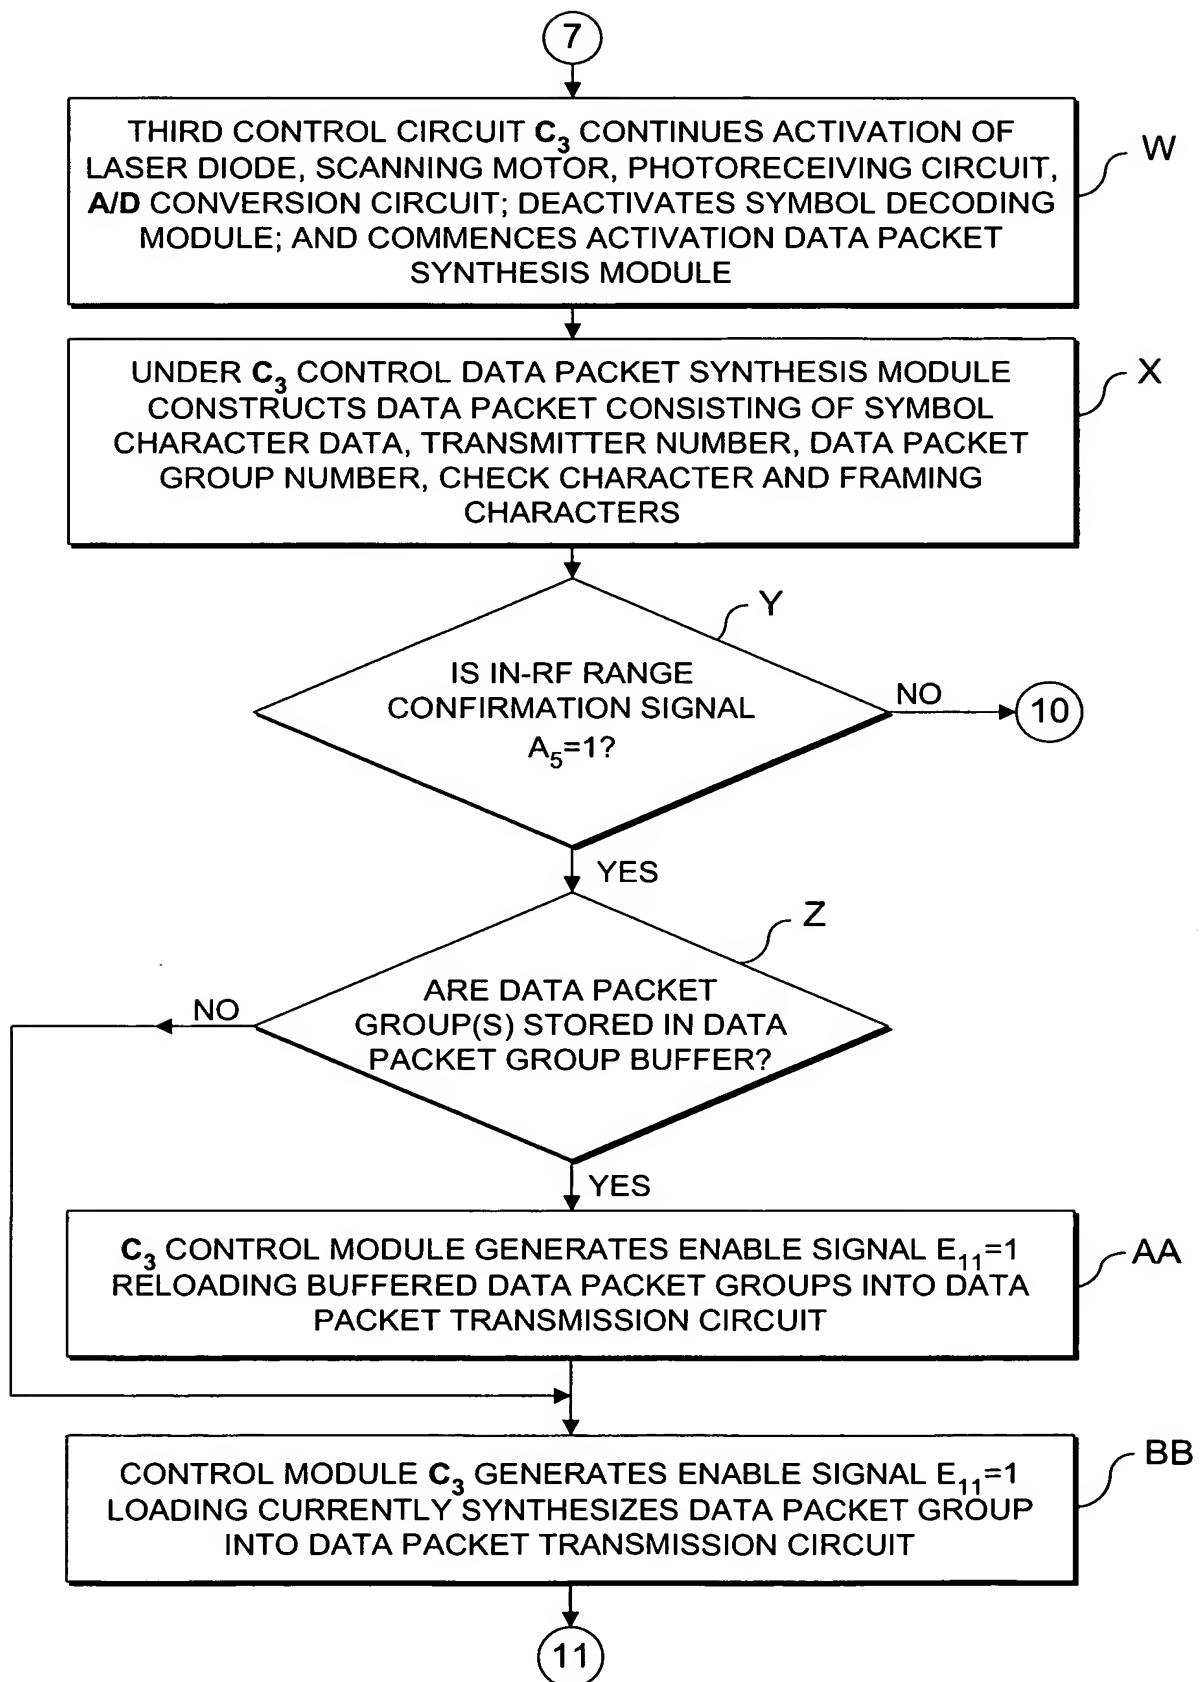 7
THIRD CONTROL CIRCUIT C₃ CONTINUES ACTIVATION OF
LASER DIODE, SCANNING MOTOR, PHOTORECEIVING CIRCUIT,
A/D CONVERSION CIRCUIT; DEACTIVATES SYMBOL DECODING
MODULE; AND COMMENCES ACTIVATION DATA PACKET
SYNTHESIS MODULE
W
UNDER C₃ CONTROL DATA PACKET SYNTHESIS MODULE
CONSTRUCTS DATA PACKET CONSISTING OF SYMBOL
CHARACTER DATA, TRANSMITTER NUMBER, DATA PACKET
GROUP NUMBER, CHECK CHARACTER AND FRAMING
CHARACTERS
X
Y
IS IN-RF RANGE
CONFIRMATION SIGNAL
A₅=1?
NO
10
YES
Z
ARE DATA PACKET
GROUP(S) STORED IN DATA
PACKET GROUP BUFFER?
NO
YES
C₃ CONTROL MODULE GENERATES ENABLE SIGNAL E₁₁=1
RELOADING BUFFERED DATA PACKET GROUPS INTO DATA
PACKET TRANSMISSION CIRCUIT
AA
CONTROL MODULE C₃ GENERATES ENABLE SIGNAL E₁₁=1
LOADING CURRENTLY SYNTHESIZES DATA PACKET GROUP
INTO DATA PACKET TRANSMISSION CIRCUIT
BB
11